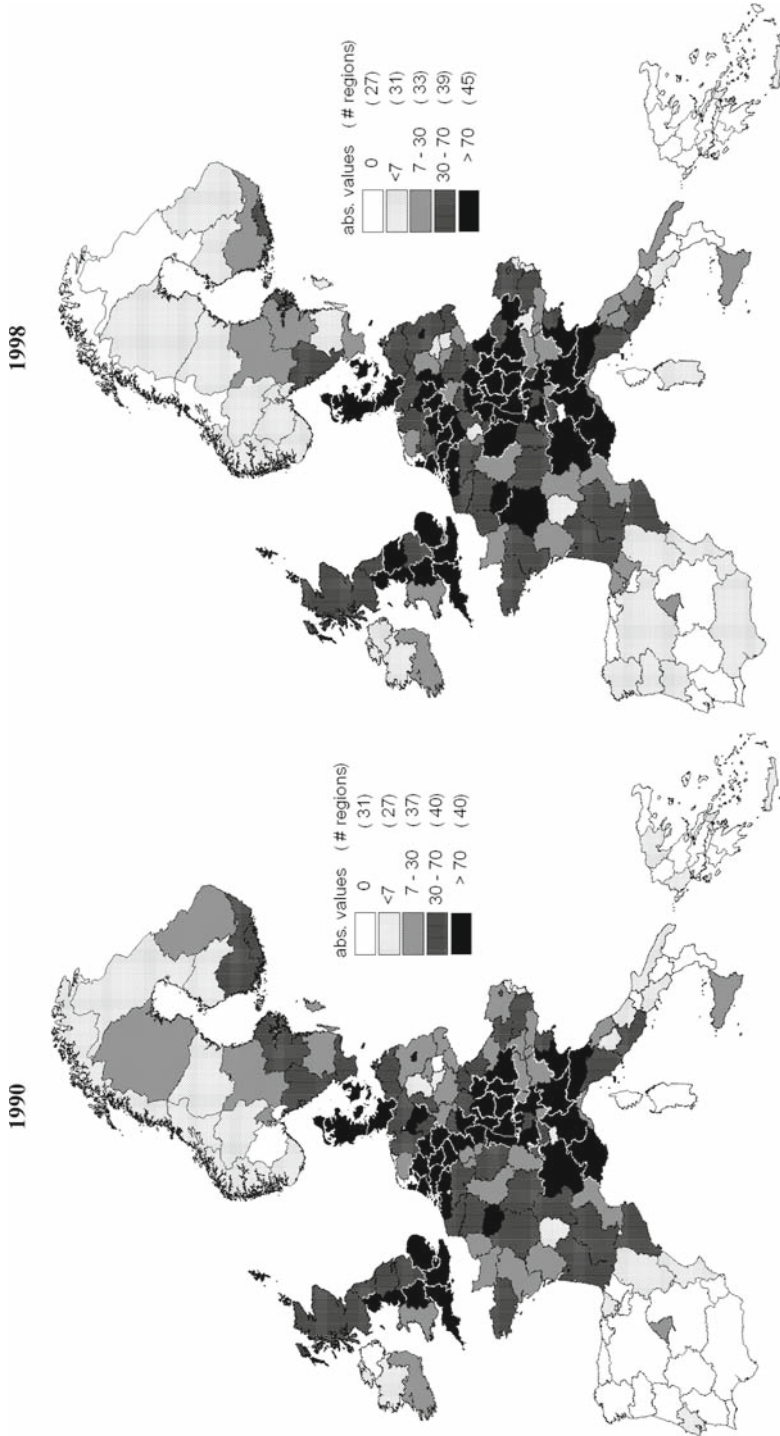 1990
abs. values ( # regions)
0 ( 31)
<7 ( 27)
7 - 30 ( 37)
30 - 70 ( 40)
> 70 ( 40)
1998
abs. values ( # regions)
0 ( 27)
<7 ( 31)
7 - 30 ( 33)
30 - 70 ( 39)
> 70 ( 45)